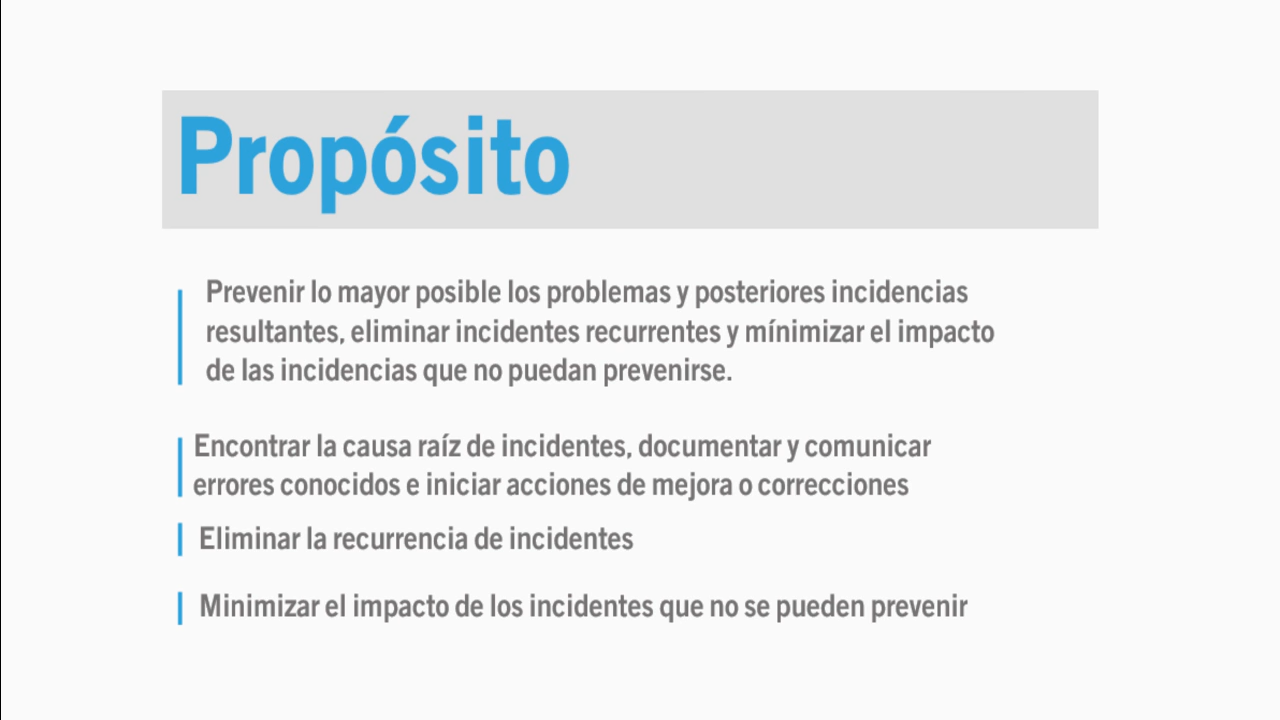 Propósito
Prevenir lo mayor posible los problemas y posteriores incidencias
resultantes, eliminar incidentes recurrentes y mínimizar el impacto
de las incidencias que no puedan prevenirse.
Encontrar la causa raíz de incidentes, documentar y comunicar
errores conocidos e iniciar acciones de mejora o correcciones
Eliminar la recurrencia de incidentes
Minimizar el impacto de los incidentes que no se pueden prevenir